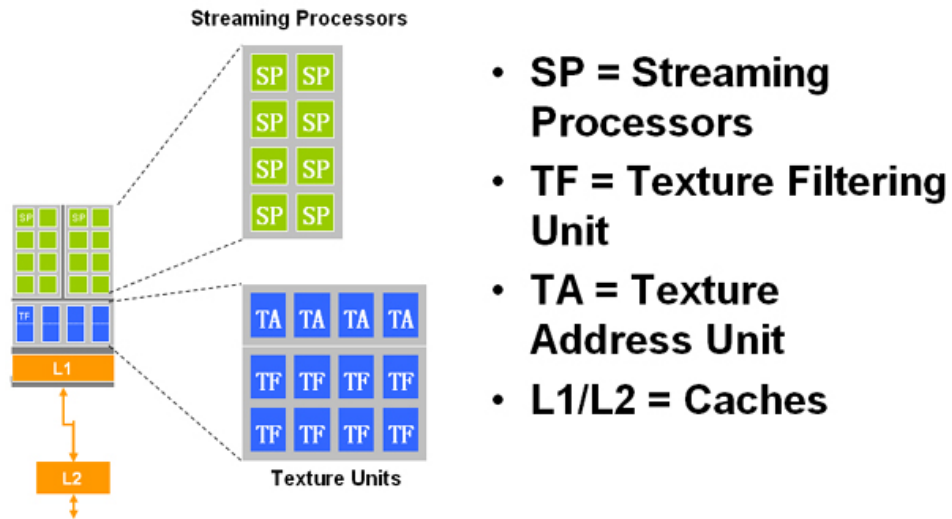 Streaming Processors
SP SP
SP SP
SP SP
SP SP
SP SP
TF
L1
L2
TA TA TA TA
TF TF TF TF
TF TF TF TF
Texture Units
• SP = Streaming
Processors
• TF = Texture Filtering
Unit
• TA = Texture
Address Unit
• L1/L2 = Caches